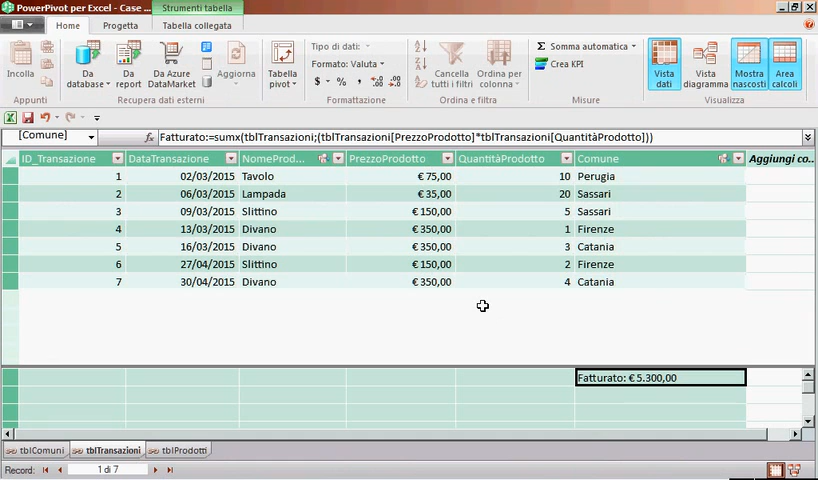 PowerPivot per Excel - Case ...
Strumenti tabella
Home
Progetta
Tabella collegata
Incolla
Appunti
Da database
Da report
Da Azure DataMarket
Recupera dati esterni
Aggiorna
Tabella pivot
Tipo di dati:
Formato: Valuta
$ % , ,00 ,00
Formattazione
Cancella tutti i filtri
Ordina per colonna
Ordina e filtra
Somma automatica
Crea KPI
Misure
Vista dati
Vista diagramma
Mostra nascosti
Area calcoli
Visualizza
[Comune]
fx
Fatturato:=sumx(tblTransazioni;(tblTransazioni[PrezzoProdotto]*tblTransazioni[QuantitàProdotto]))
ID_Transazione DataTransazione NomeProd... PrezzoProdotto QuantitàProdotto Comune Aggiungi co...
1 02/03/2015 Tavolo € 75,00 10 Perugia
2 06/03/2015 Lampada € 35,00 20 Sassari
3 09/03/2015 Slittino € 150,00 5 Sassari
4 13/03/2015 Divano € 350,00 1 Firenze
5 16/03/2015 Divano € 350,00 3 Catania
6 27/04/2015 Slittino € 150,00 2 Firenze
7 30/04/2015 Divano € 350,00 4 Catania
Fatturato: € 5.300,00
tblComuni tblTransazioni tblProdotti
Record: 1 di 7